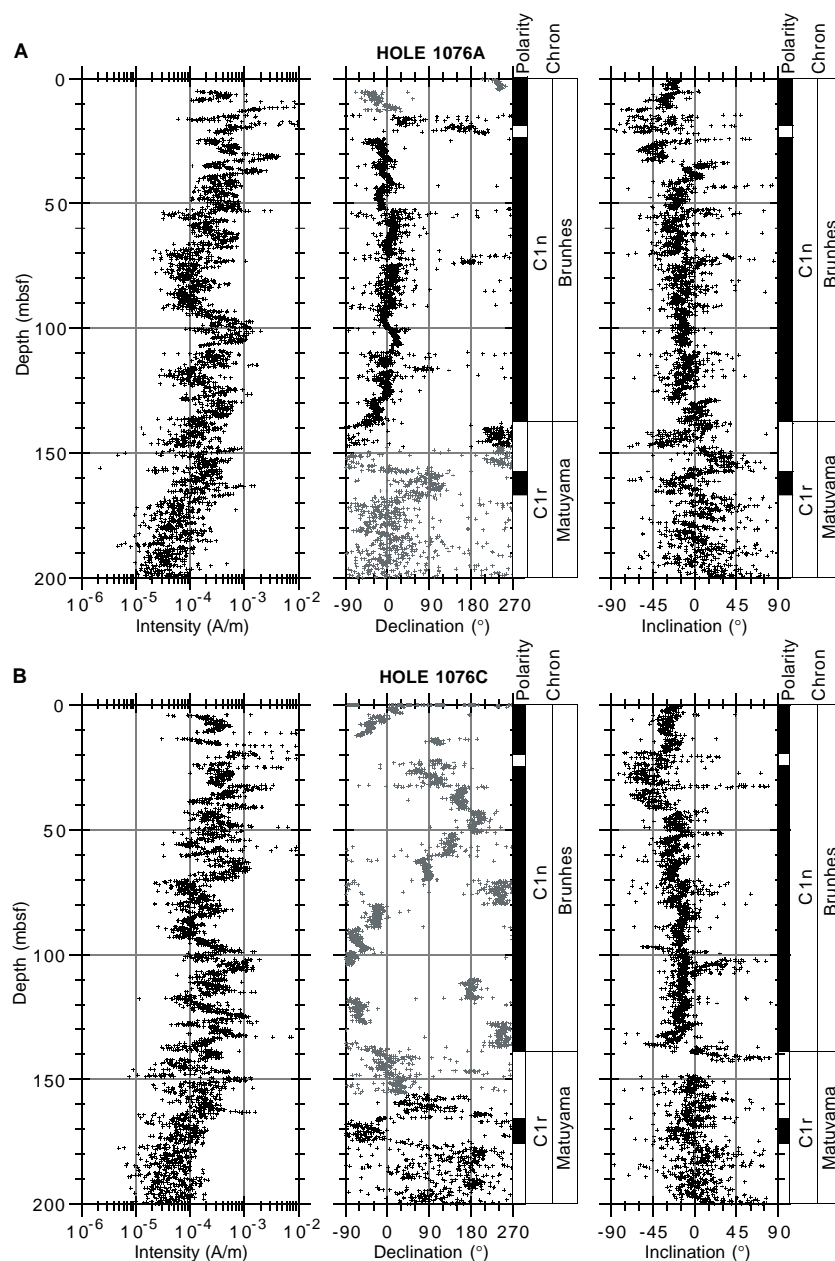 A
HOLE 1076A
Polarity
Chron
Polarity
Chron
0
50
100
150
200
Depth (mbsf)
C1n
Brunhes
C1r
Matuyama
C1n
Brunhes
C1r
Matuyama
10-6 10-5 10-4 10-3 10-2
Intensity (A/m)
-90 0 90 180 270
Declination (°)
-90 -45 0 45 90
Inclination (°)
B
HOLE 1076C
Polarity
Chron
Polarity
Chron
0
50
100
150
200
Depth (mbsf)
C1n
Brunhes
C1r
Matuyama
C1n
Brunhes
C1r
Matuyama
10-6 10-5 10-4 10-3 10-2
Intensity (A/m)
-90 0 90 180 270
Declination (°)
-90 -45 0 45 90
Inclination (°)